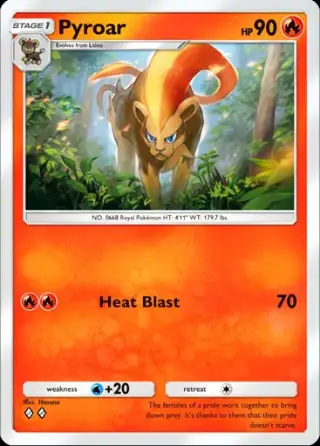 STAGE 1
Pyroar
HP 90
Evolves from Litleo
NO. 0668 Royal Pokémon HT: 4'11" WT: 179.7 lbs.
Heat Blast 70
weakness +20 retreat
Illus. Hasuno
The females of a pride work together to bring
down prey. It's thanks to them that their pride
doesn't starve.